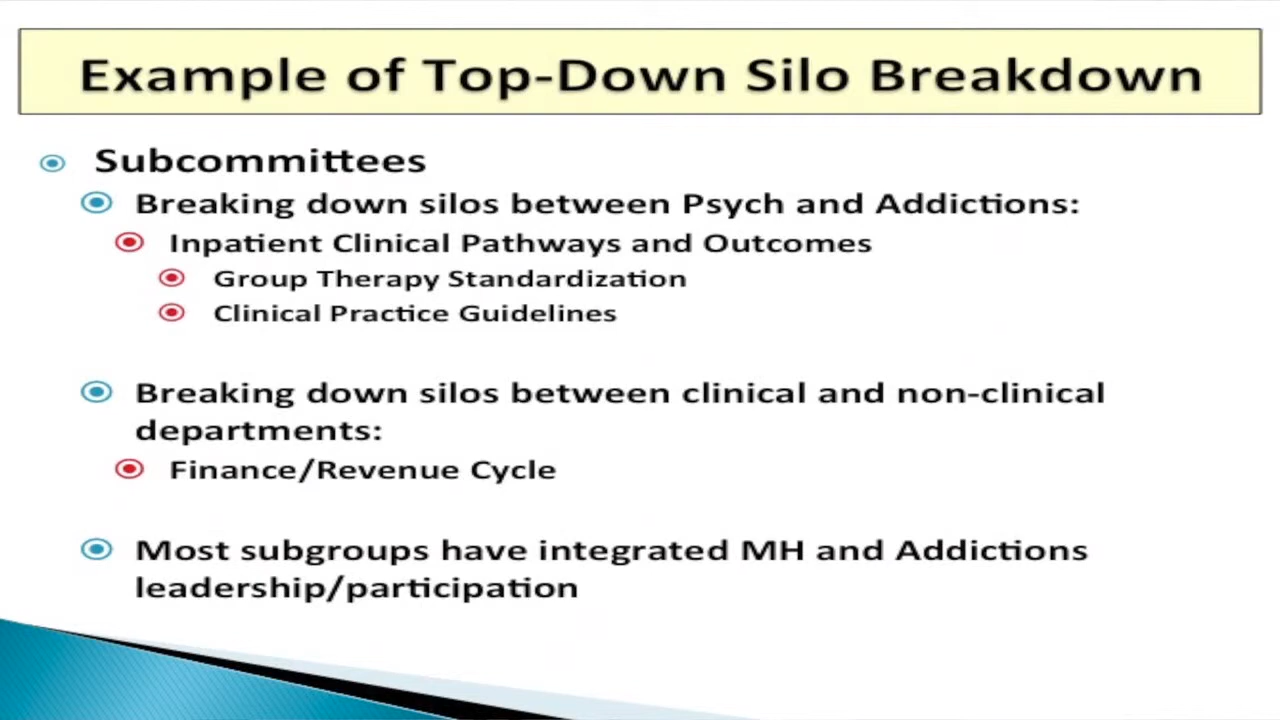 Example of Top-Down Silo Breakdown
Subcommittees
Breaking down silos between Psych and Addictions:
Inpatient Clinical Pathways and Outcomes
Group Therapy Standardization
Clinical Practice Guidelines
Breaking down silos between clinical and non-clinical
departments:
Finance/Revenue Cycle
Most subgroups have integrated MH and Addictions
leadership/participation